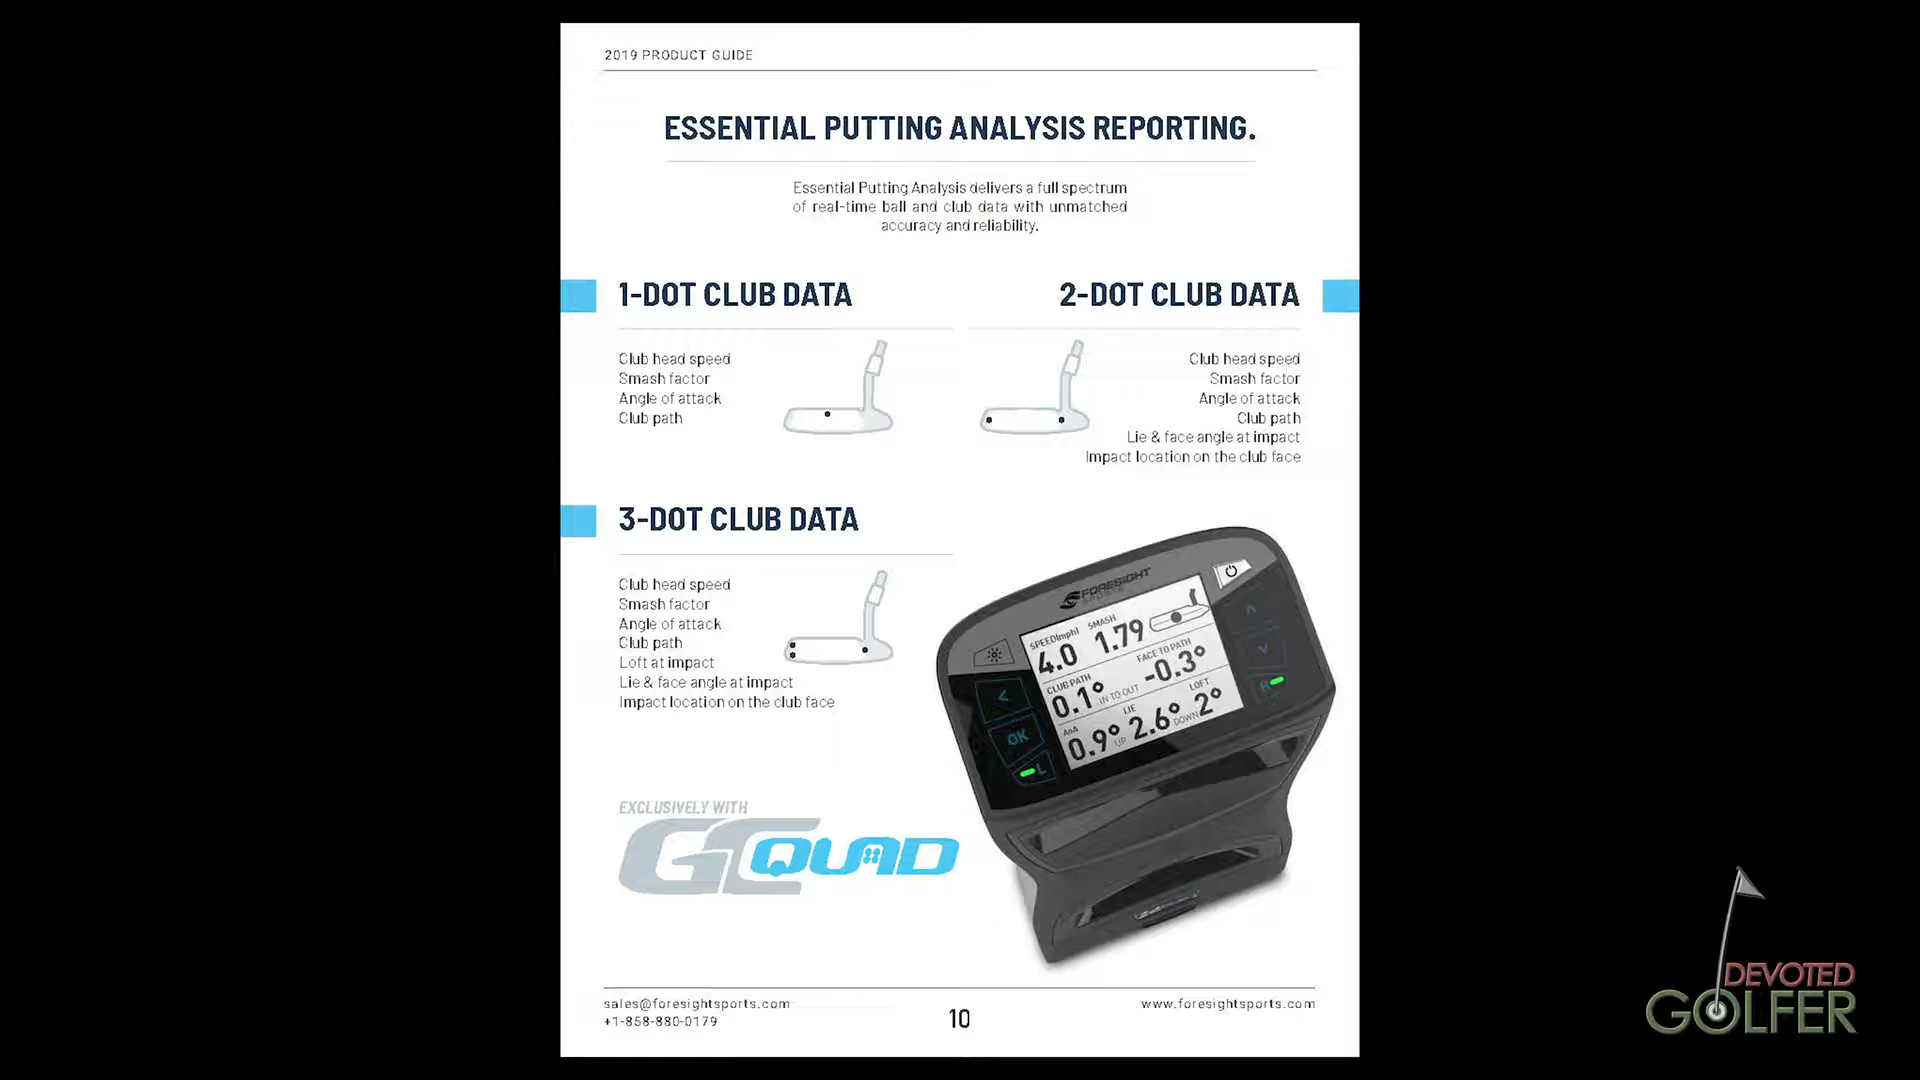 2019 PRODUCT GUIDE
ESSENTIAL PUTTING ANALYSIS REPORTING.
Essential Putting Analysis delivers a full spectrum
of real-time ball and club data with unmatched
accuracy and reliability.
1-DOT CLUB DATA
Club head speed
Smash factor
Angle of attack
Club path
2-DOT CLUB DATA
Club head speed
Smash factor
Angle of attack
Club path
Lie & face angle at impact
Impact location on the club face
3-DOT CLUB DATA
Club head speed
Smash factor
Angle of attack
Club path
Loft at impact
Lie & face angle at impact
Impact location on the club face
FORESIGHT
SPORTS
SPEED(mph) SMASH
4.0 1.79
CLUB PATH FACE TO PATH
0.1° IN TO OUT -0.3°
AoA LIE LOFT
0.9° UP 2.6° DOWN 2°
OK
L
R
EXCLUSIVELY WITH
GCQUAD
sales@foresightsports.com
+1-858-880-0179
10
www.foresightsports.com
DEVOTED
GOLFER